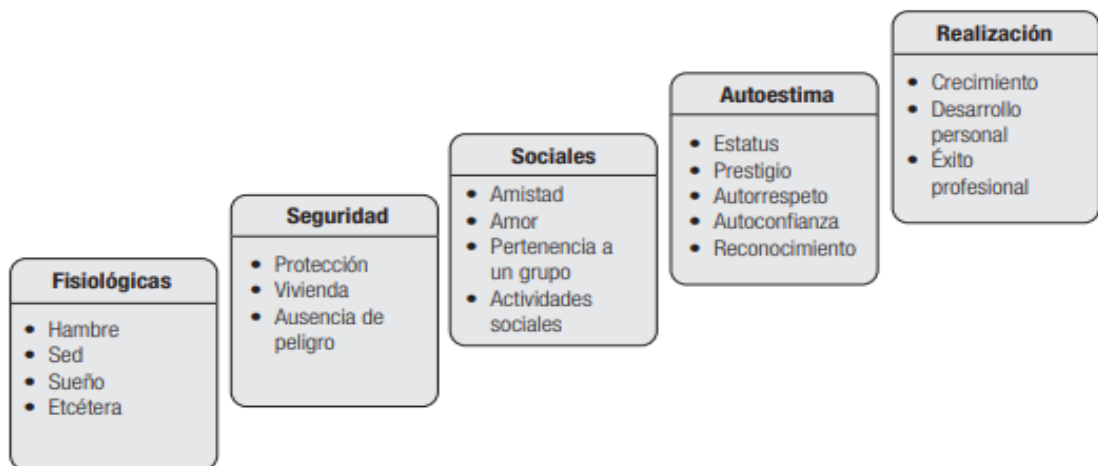 Fisiológicas
• Hambre
• Sed
• Sueño
• Etcétera
Seguridad
• Protección
• Vivienda
• Ausencia de
peligro
Sociales
• Amistad
• Amor
• Pertenencia a
un grupo
• Actividades
sociales
Autoestima
• Estatus
• Prestigio
• Autorrespeto
• Autoconfianza
• Reconocimiento
Realización
• Crecimiento
• Desarrollo
personal
• Éxito
profesional